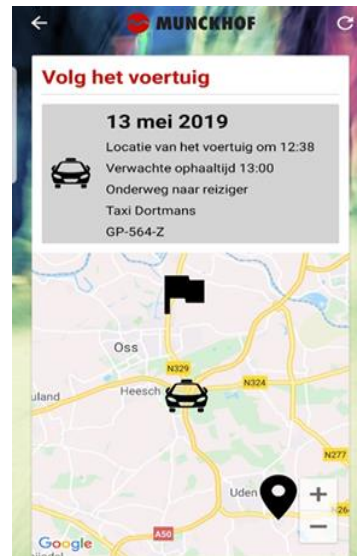 MUNCKHOF
Volg het voertuig
13 mei 2019
Locatie van het voertuig om 12:38
Verwachte ophaaltijd 13:00
Onderweg naar reiziger
Taxi Dortmans
GP-564-Z
Oss
N329
uland
Heesch
N324
N277
Uden
+
N26
−
A50
Google